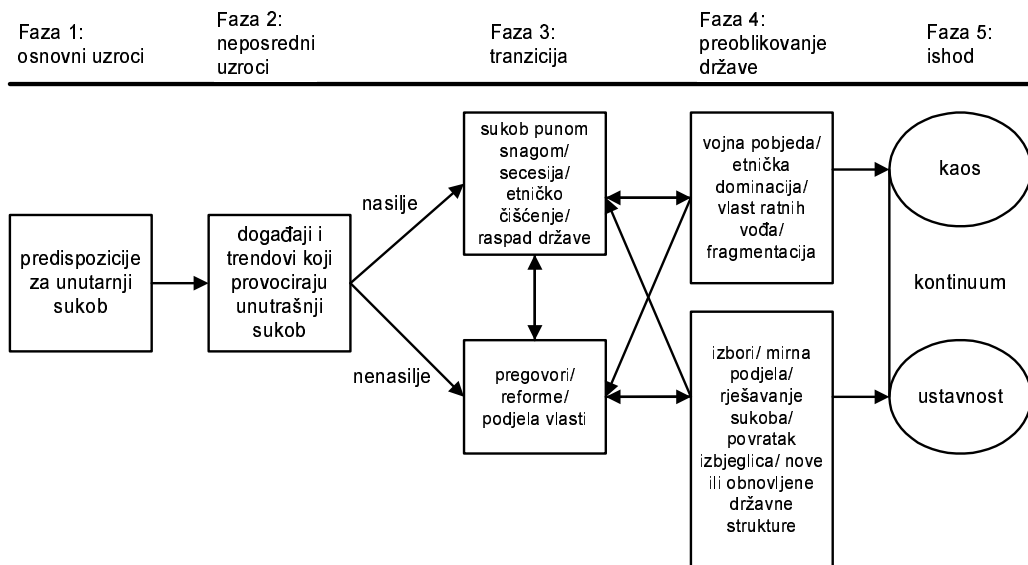 Faza 1:
osnovni uzroci
Faza 2:
neposredni
uzroci
Faza 3:
tranzicija
Faza 4:
preoblikovanje
države
Faza 5:
ishod
predispozicije
za unutarnji
sukob
događaji i
trendovi koji
provociraju
unutrašnji
sukob
nasilje
nenasilje
sukob punom
snagom/
secesija/
etničko
čišćenje/
raspad države
pregovori/
reforme/
podjela vlasti
vojna pobjeda/
etnička
dominacija/
vlast ratnih
vođa/
fragmentacija
izbori/ mirna
podjela/
rješavanje
sukoba/
povratak
izbjeglica/ nove
ili obnovljene
državne
strukture
kaos
kontinuum
ustavnost